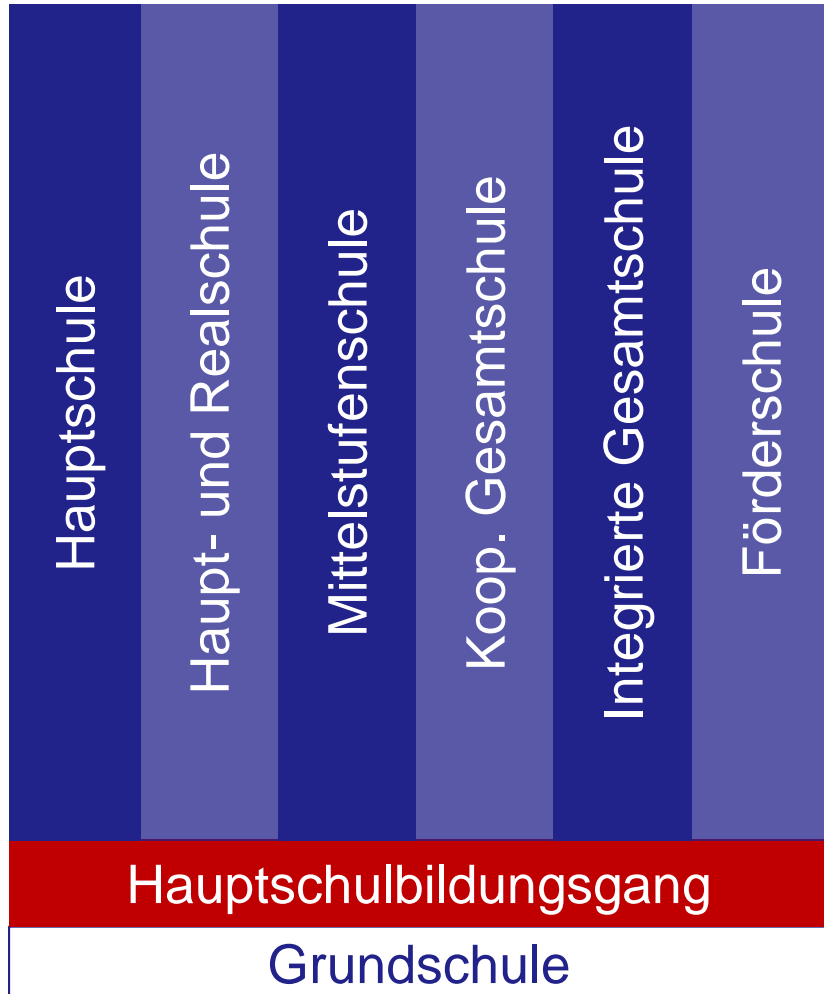 Hauptschule
Haupt- und Realschule
Mittelstufenschule
Koop. Gesamtschule
Integrierte Gesamtschule
Förderschule
Hauptschulbildungsgang
Grundschule